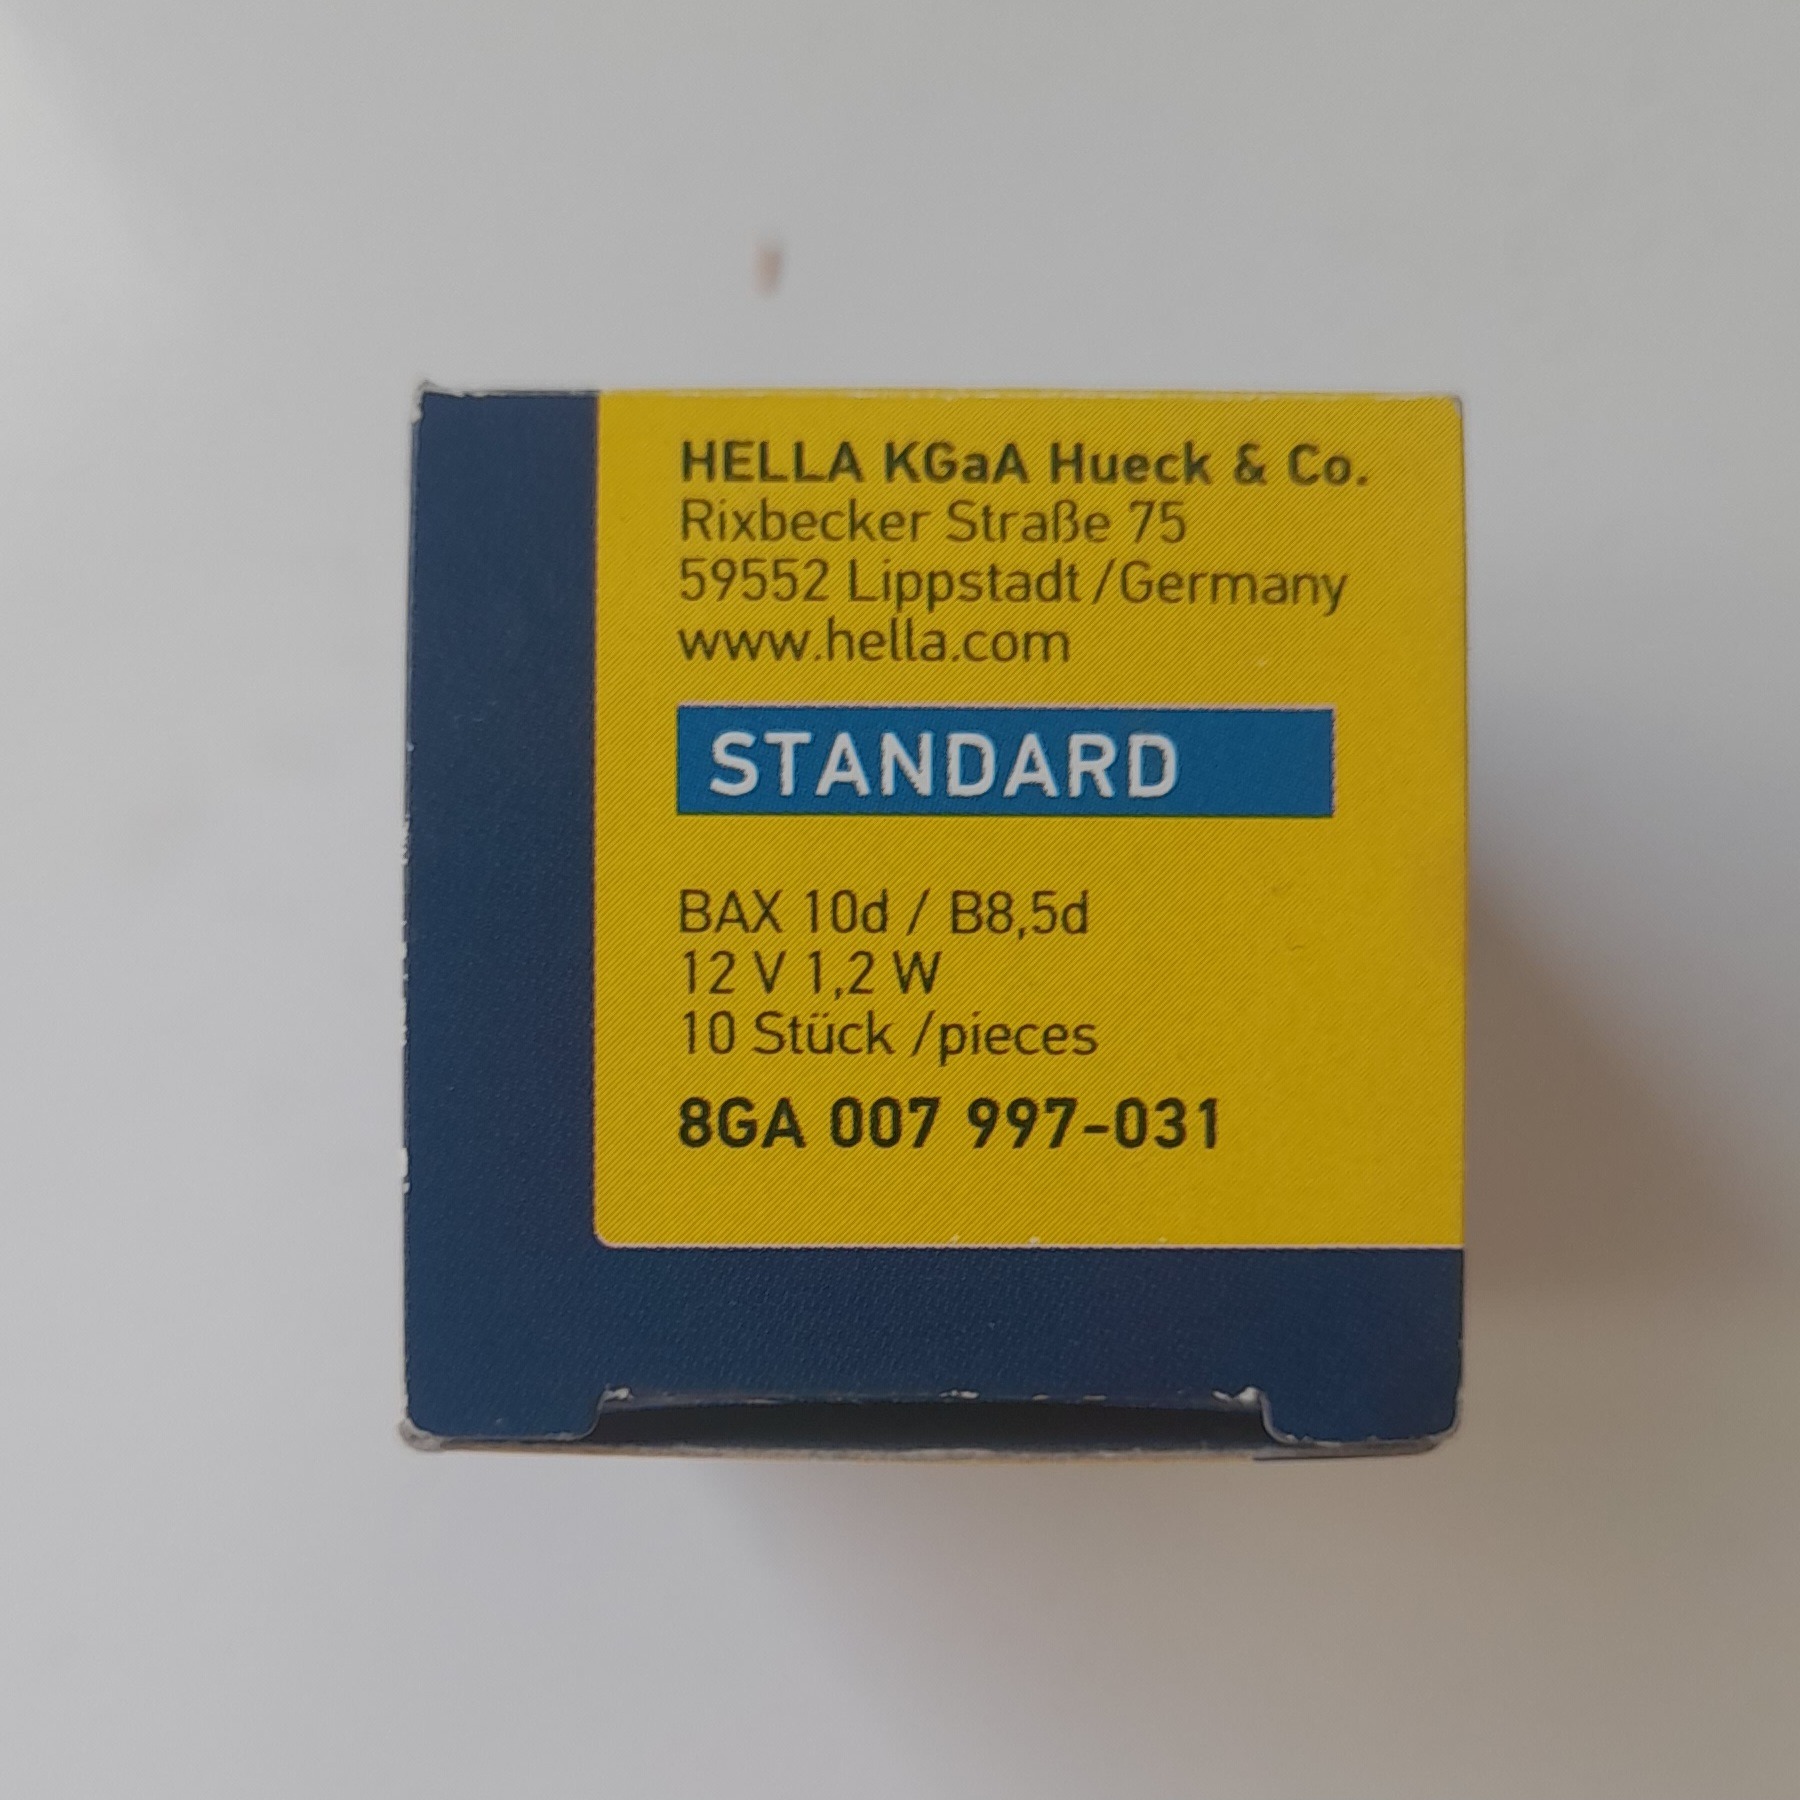 HELLA KGaA Hueck & Co.
Rixbecker Straße 75
59552 Lippstadt / Germany
www.hella.com
STANDARD
BAX 10d / B8,5d
12 V 1,2 W
10 Stück / pieces
8GA 007 997-031